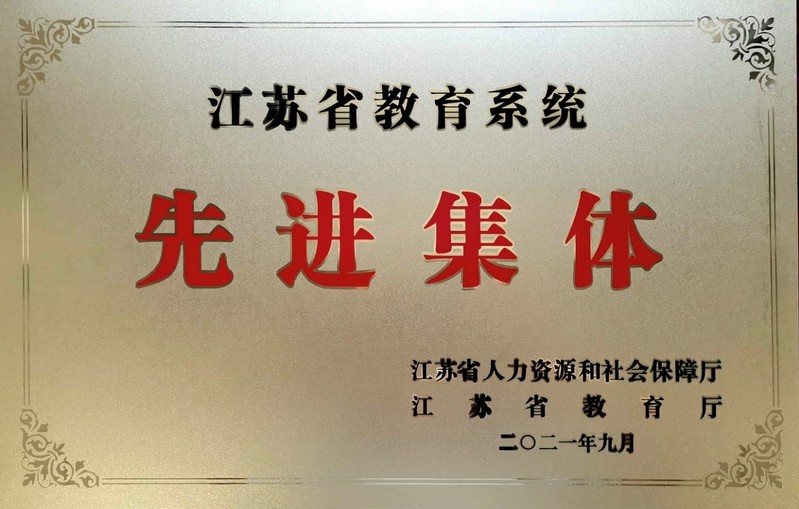 江苏省教育系统
先进集体
江苏省人力资源和社会保障厅
江苏省教育厅
二〇二一年九月